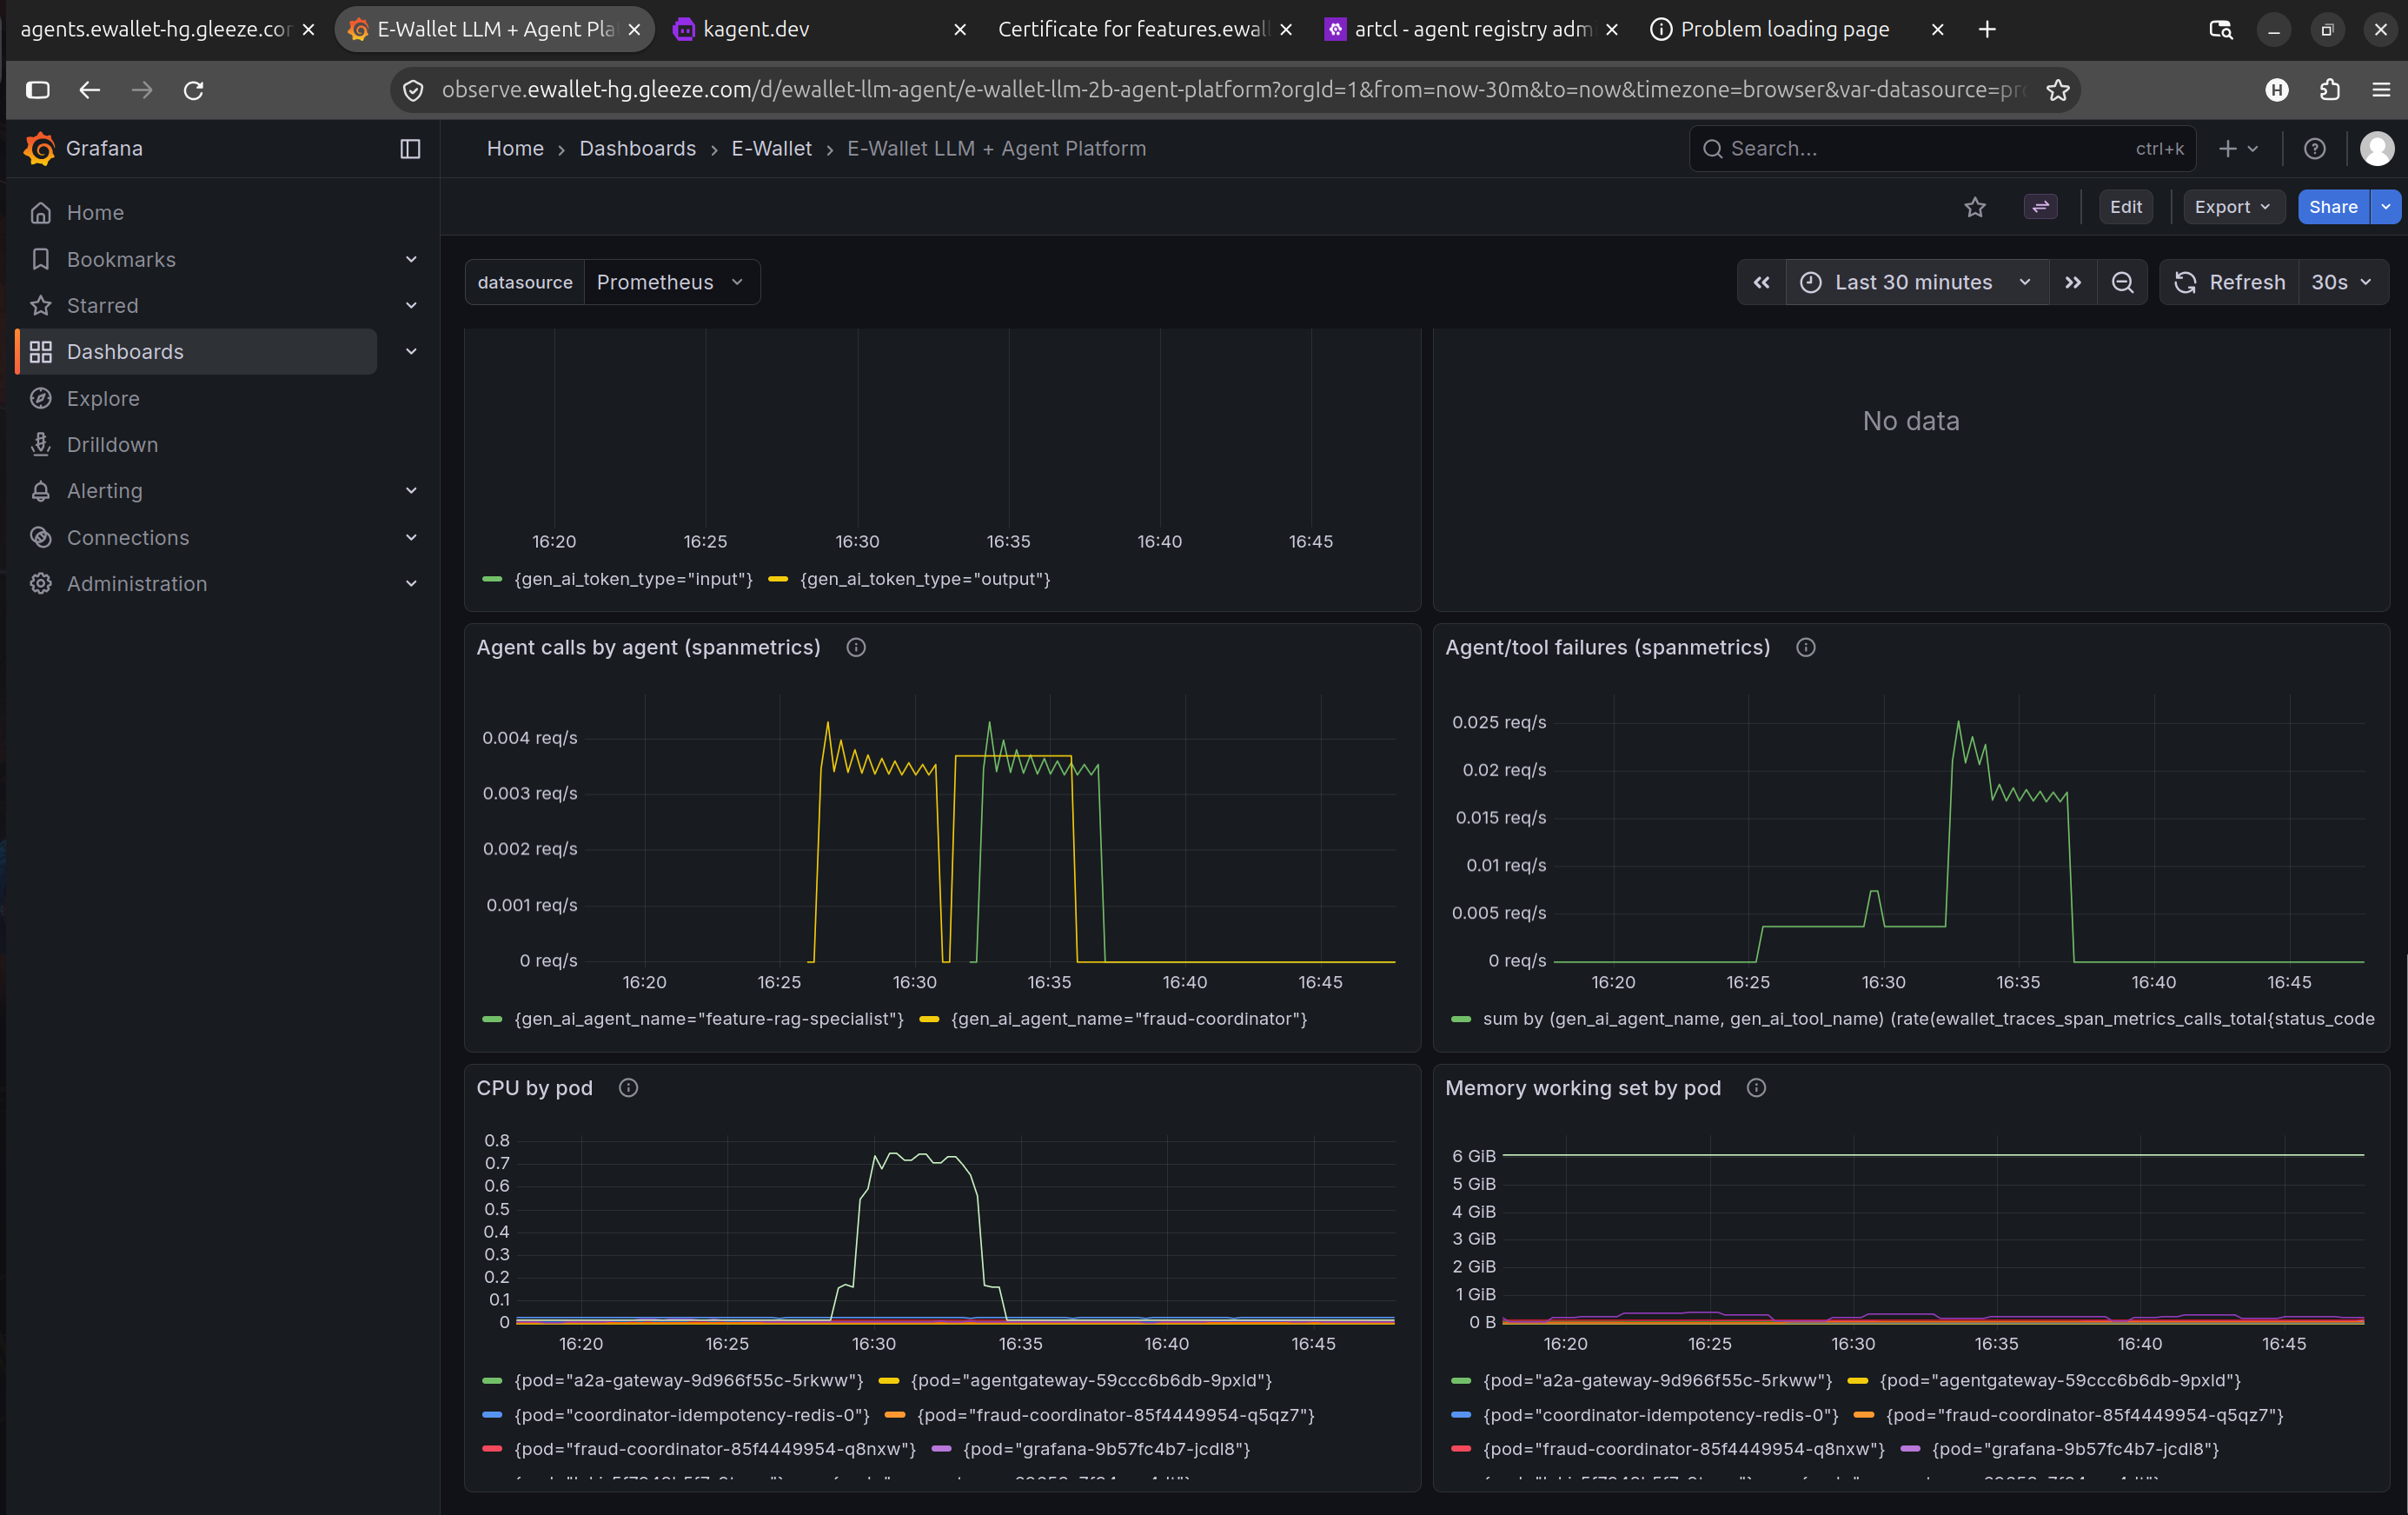 agents.ewallet-hg.gleeze.cor
E-Wallet LLM + Agent Pla
kagent.dev
Certificate for features.ewall
artcl - agent registry adm
Problem loading page
observe.ewallet-hg.gleeze.com/d/ewallet-llm-agent/e-wallet-llm-2b-agent-platform?orgId=1&from=now-30m&to=now&timezone=browser&var-datasource=pr
H
Grafana
Home › Dashboards › E-Wallet › E-Wallet LLM + Agent Platform
Search...
ctrl+k
Edit
Export
Share
Home
Bookmarks
Starred
Dashboards
Explore
Drilldown
Alerting
Connections
Administration
datasource
Prometheus
Last 30 minutes
Refresh
30s
16:20 16:25 16:30 16:35 16:40 16:45
{gen_ai_token_type="input"} {gen_ai_token_type="output"}
No data
Agent calls by agent (spanmetrics)
0.004 req/s
0.003 req/s
0.002 req/s
0.001 req/s
0 req/s
16:20 16:25 16:30 16:35 16:40 16:45
{gen_ai_agent_name="feature-rag-specialist"} {gen_ai_agent_name="fraud-coordinator"}
Agent/tool failures (spanmetrics)
0.025 req/s
0.02 req/s
0.015 req/s
0.01 req/s
0.005 req/s
0 req/s
16:20 16:25 16:30 16:35 16:40 16:45
sum by (gen_ai_agent_name, gen_ai_tool_name) (rate(ewallet_traces_span_metrics_calls_total{status_code
CPU by pod
0.8
0.7
0.6
0.5
0.4
0.3
0.2
0.1
0
16:20 16:25 16:30 16:35 16:40 16:45
{pod="a2a-gateway-9d966f55c-5rkww"} {pod="agentgateway-59ccc6b6db-9pxld"}
{pod="coordinator-idempotency-redis-0"} {pod="fraud-coordinator-85f4449954-q5qz7"}
{pod="fraud-coordinator-85f4449954-q8nxw"} {pod="grafana-9b57fc4b7-jcdl8"}
Memory working set by pod
6 GiB
5 GiB
4 GiB
3 GiB
2 GiB
1 GiB
0 B
16:20 16:25 16:30 16:35 16:40 16:45
{pod="a2a-gateway-9d966f55c-5rkww"} {pod="agentgateway-59ccc6b6db-9pxld"}
{pod="coordinator-idempotency-redis-0"} {pod="fraud-coordinator-85f4449954-q5qz7"}
{pod="fraud-coordinator-85f4449954-q8nxw"} {pod="grafana-9b57fc4b7-jcdl8"}